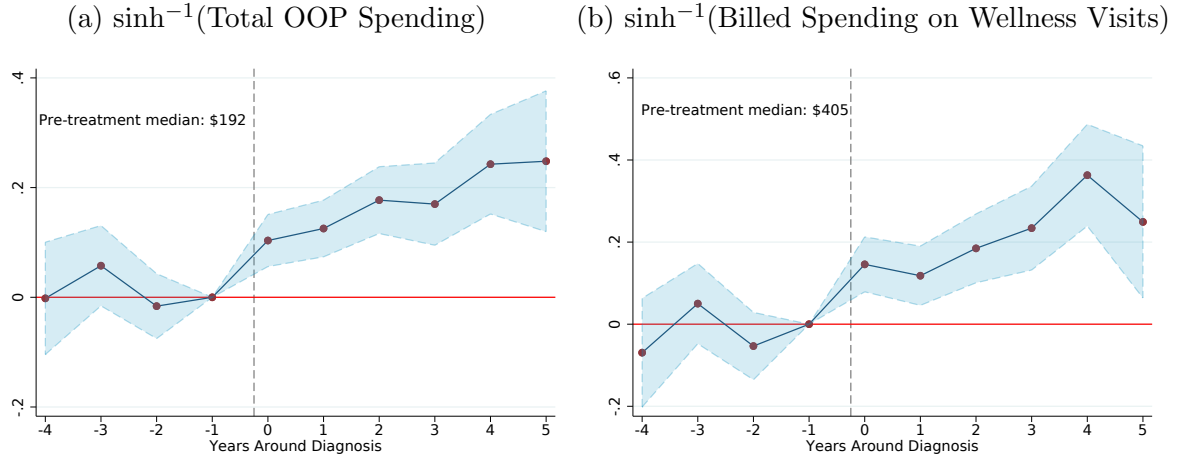 (a) sinh⁻¹(Total OOP Spending)
.4
.2
0
-.2
Pre-treatment median: $192
-4 -3 -2 -1 0 1 2 3 4 5
Years Around Diagnosis
(b) sinh⁻¹(Billed Spending on Wellness Visits)
.6
.4
.2
0
-.2
Pre-treatment median: $405
-4 -3 -2 -1 0 1 2 3 4 5
Years Around Diagnosis